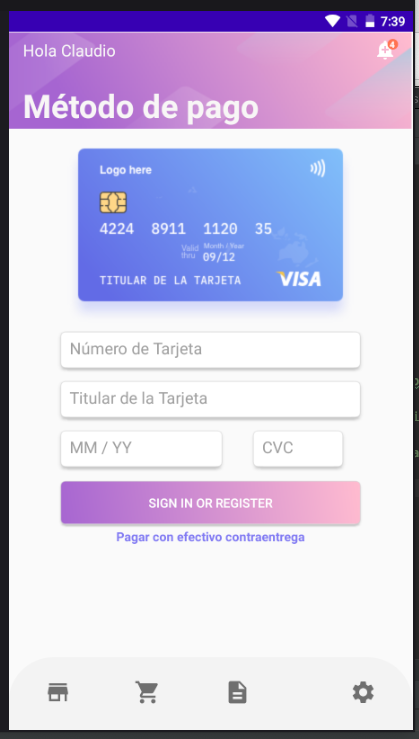 7:39
Hola Claudio
4
Método de pago
Logo here
4224 8911 1120 35
Valid thru
Month / Year
09/12
TITULAR DE LA TARJETA
VISA
Número de Tarjeta
Titular de la Tarjeta
MM / YY
CVC
SIGN IN OR REGISTER
Pagar con efectivo contraentrega